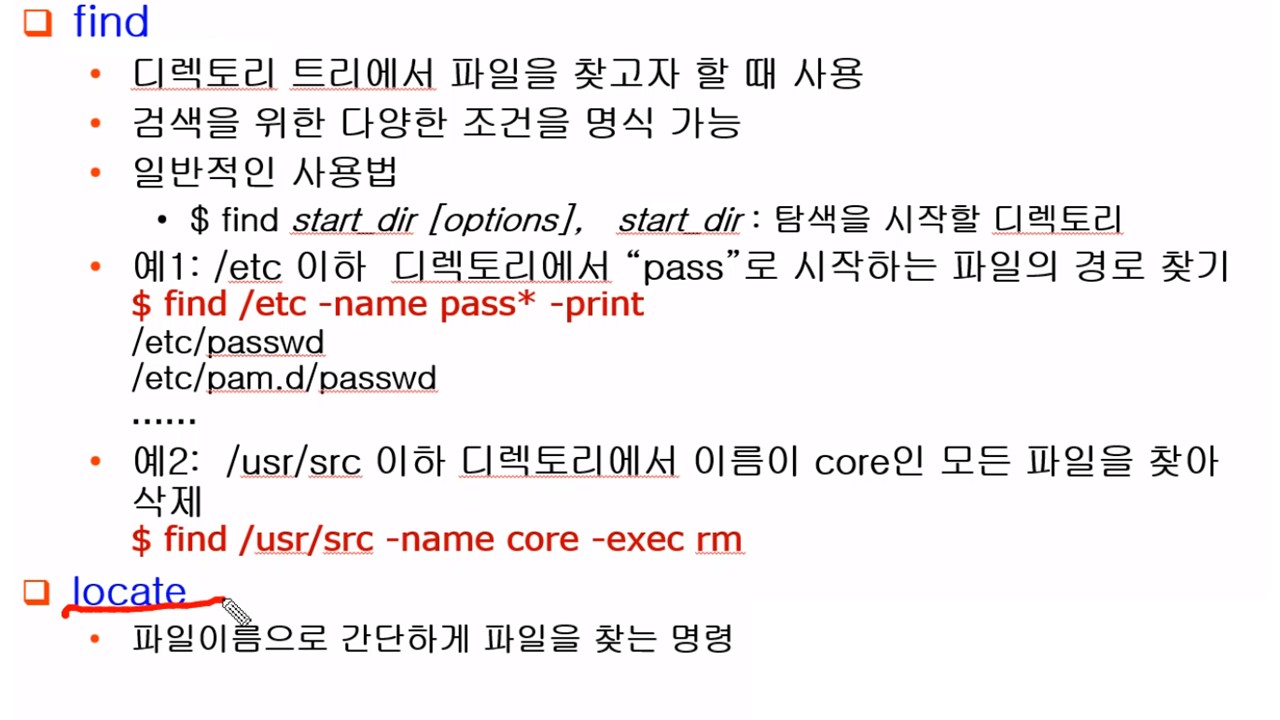 find
디렉토리 트리에서 파일을 찾고자 할 때 사용
검색을 위한 다양한 조건을 명식 가능
일반적인 사용법
$ find start_dir [options],  start_dir : 탐색을 시작할 디렉토리
예1: /etc 이하 디렉토리에서 “pass”로 시작하는 파일의 경로 찾기
$ find /etc -name pass* -print
/etc/passwd
/etc/pam.d/passwd
......
예2: /usr/src 이하 디렉토리에서 이름이 core인 모든 파일을 찾아
삭제
$ find /usr/src -name core -exec rm
locate
파일이름으로 간단하게 파일을 찾는 명령